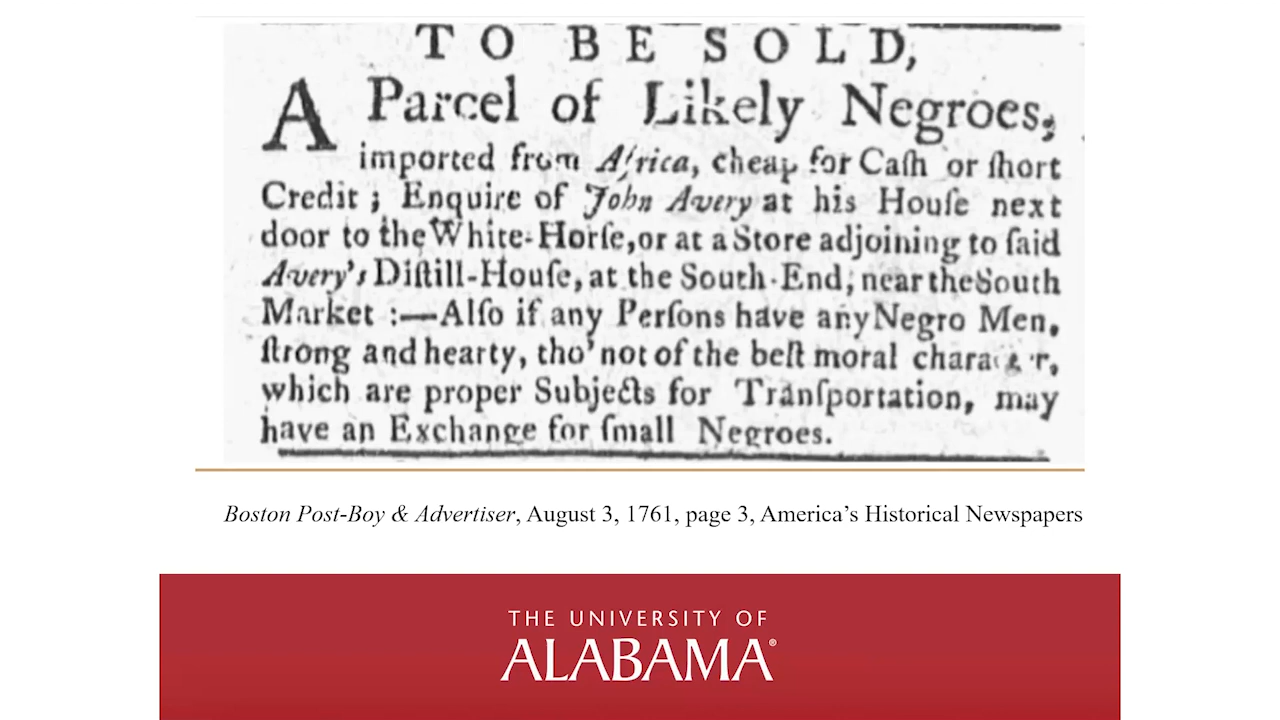 TO BE SOLD,
A Parcel of Likely Negroes,
imported from Africa, cheap for Caſh or ſhort
Credit; Enquire of John Avery at his Houſe next
door to the White-Horſe, or at a Store adjoining to ſaid
Avery's Diſtill-Houſe, at the South-End, near the South
Market :—Alſo if any Perſons have any Negro Men,
ſtrong and hearty, tho' not of the beſt moral character,
which are proper Subjects for Tranſportation, may
have an Exchange for ſmall Negroes.
Boston Post-Boy & Advertiser, August 3, 1761, page 3, America's Historical Newspapers
THE UNIVERSITY OF
ALABAMA®